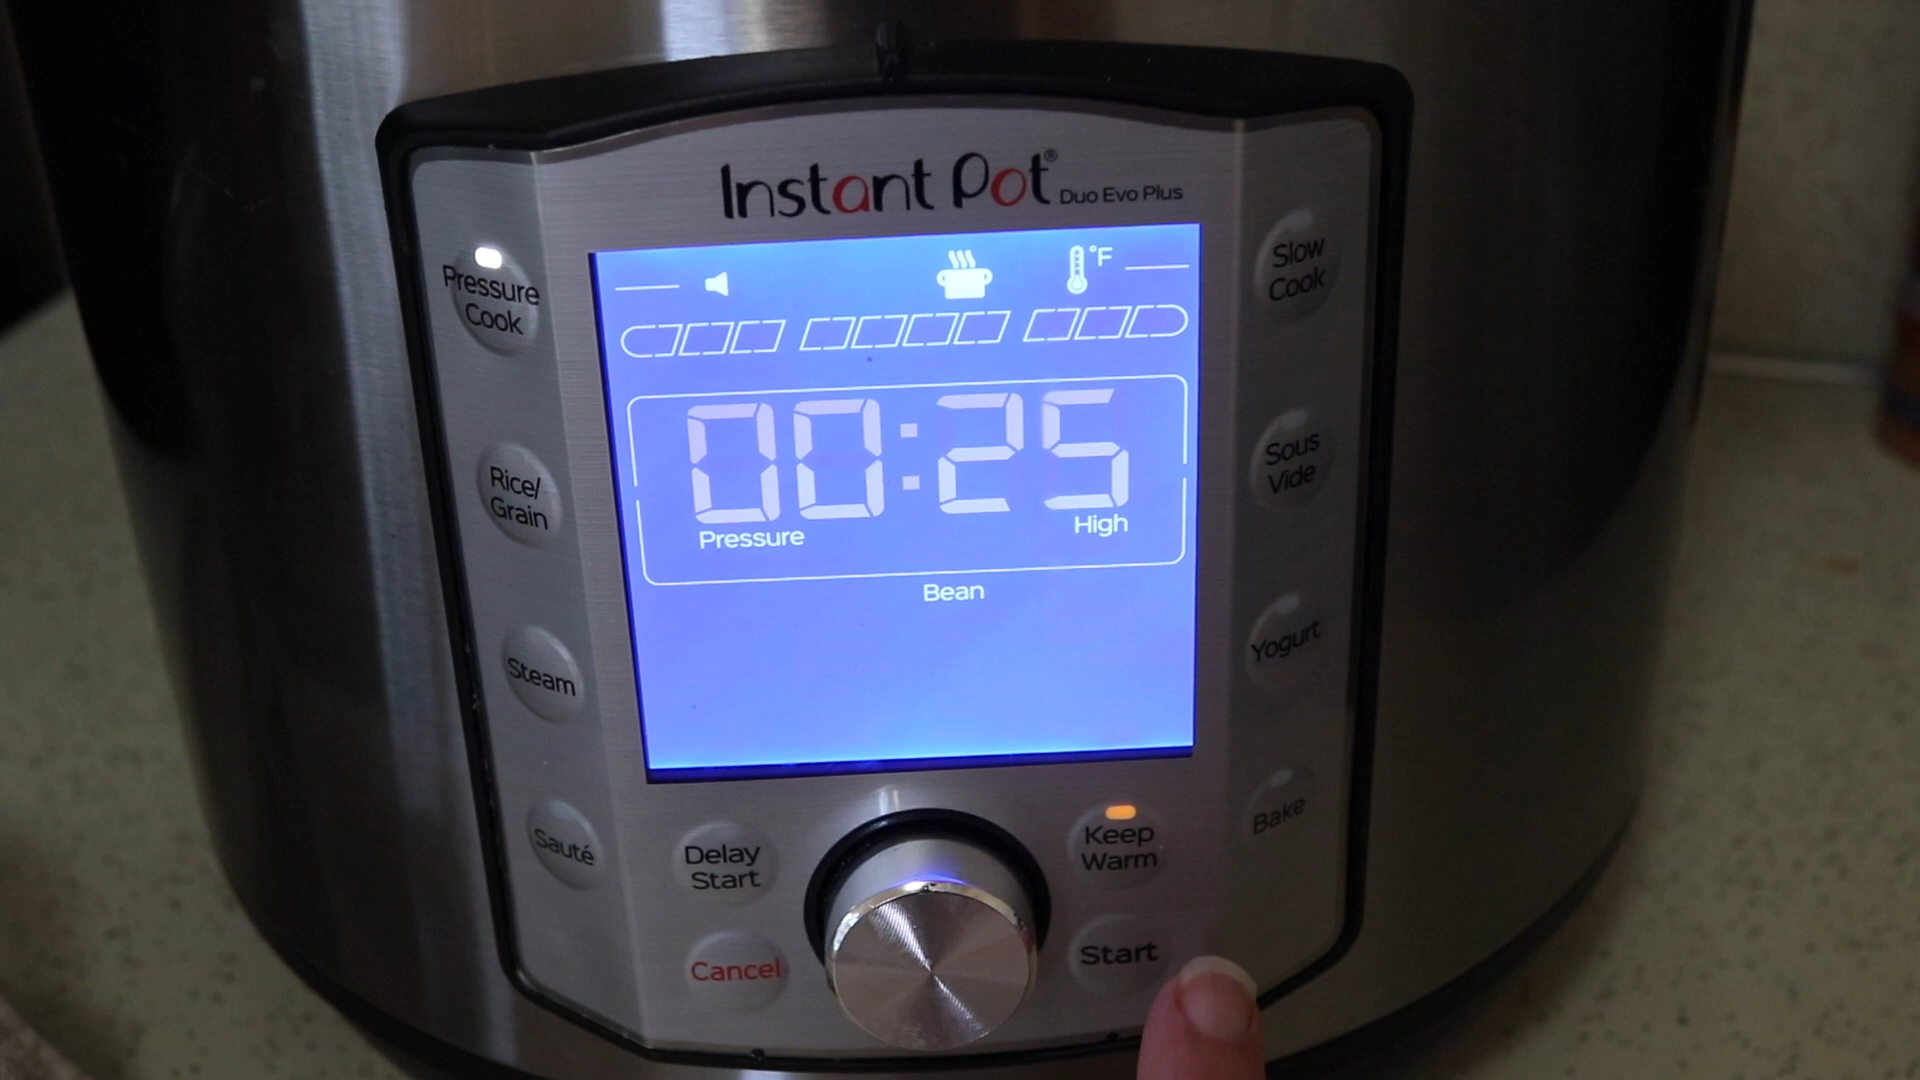 Instant Pot® Duo Evo Plus
Pressure
Cook
Rice/
Grain
Steam
Sauté
°F
00:25
Pressure High
Bean
Delay
Start
Cancel
Keep
Warm
Start
Slow
Cook
Sous
Vide
Yogurt
Bake